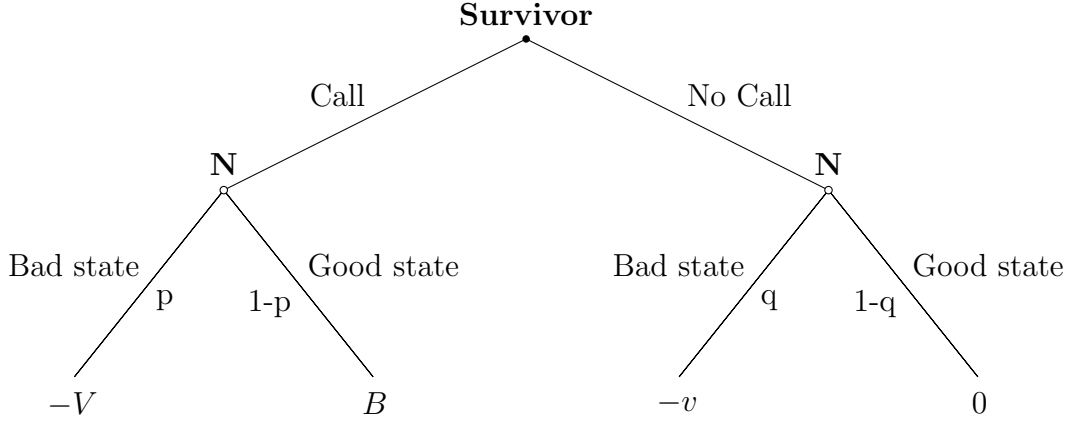 Survivor
Call
No Call
N
N
Bad state
Good state
Bad state
Good state
p
1-p
q
1-q
−V
B
−v
0